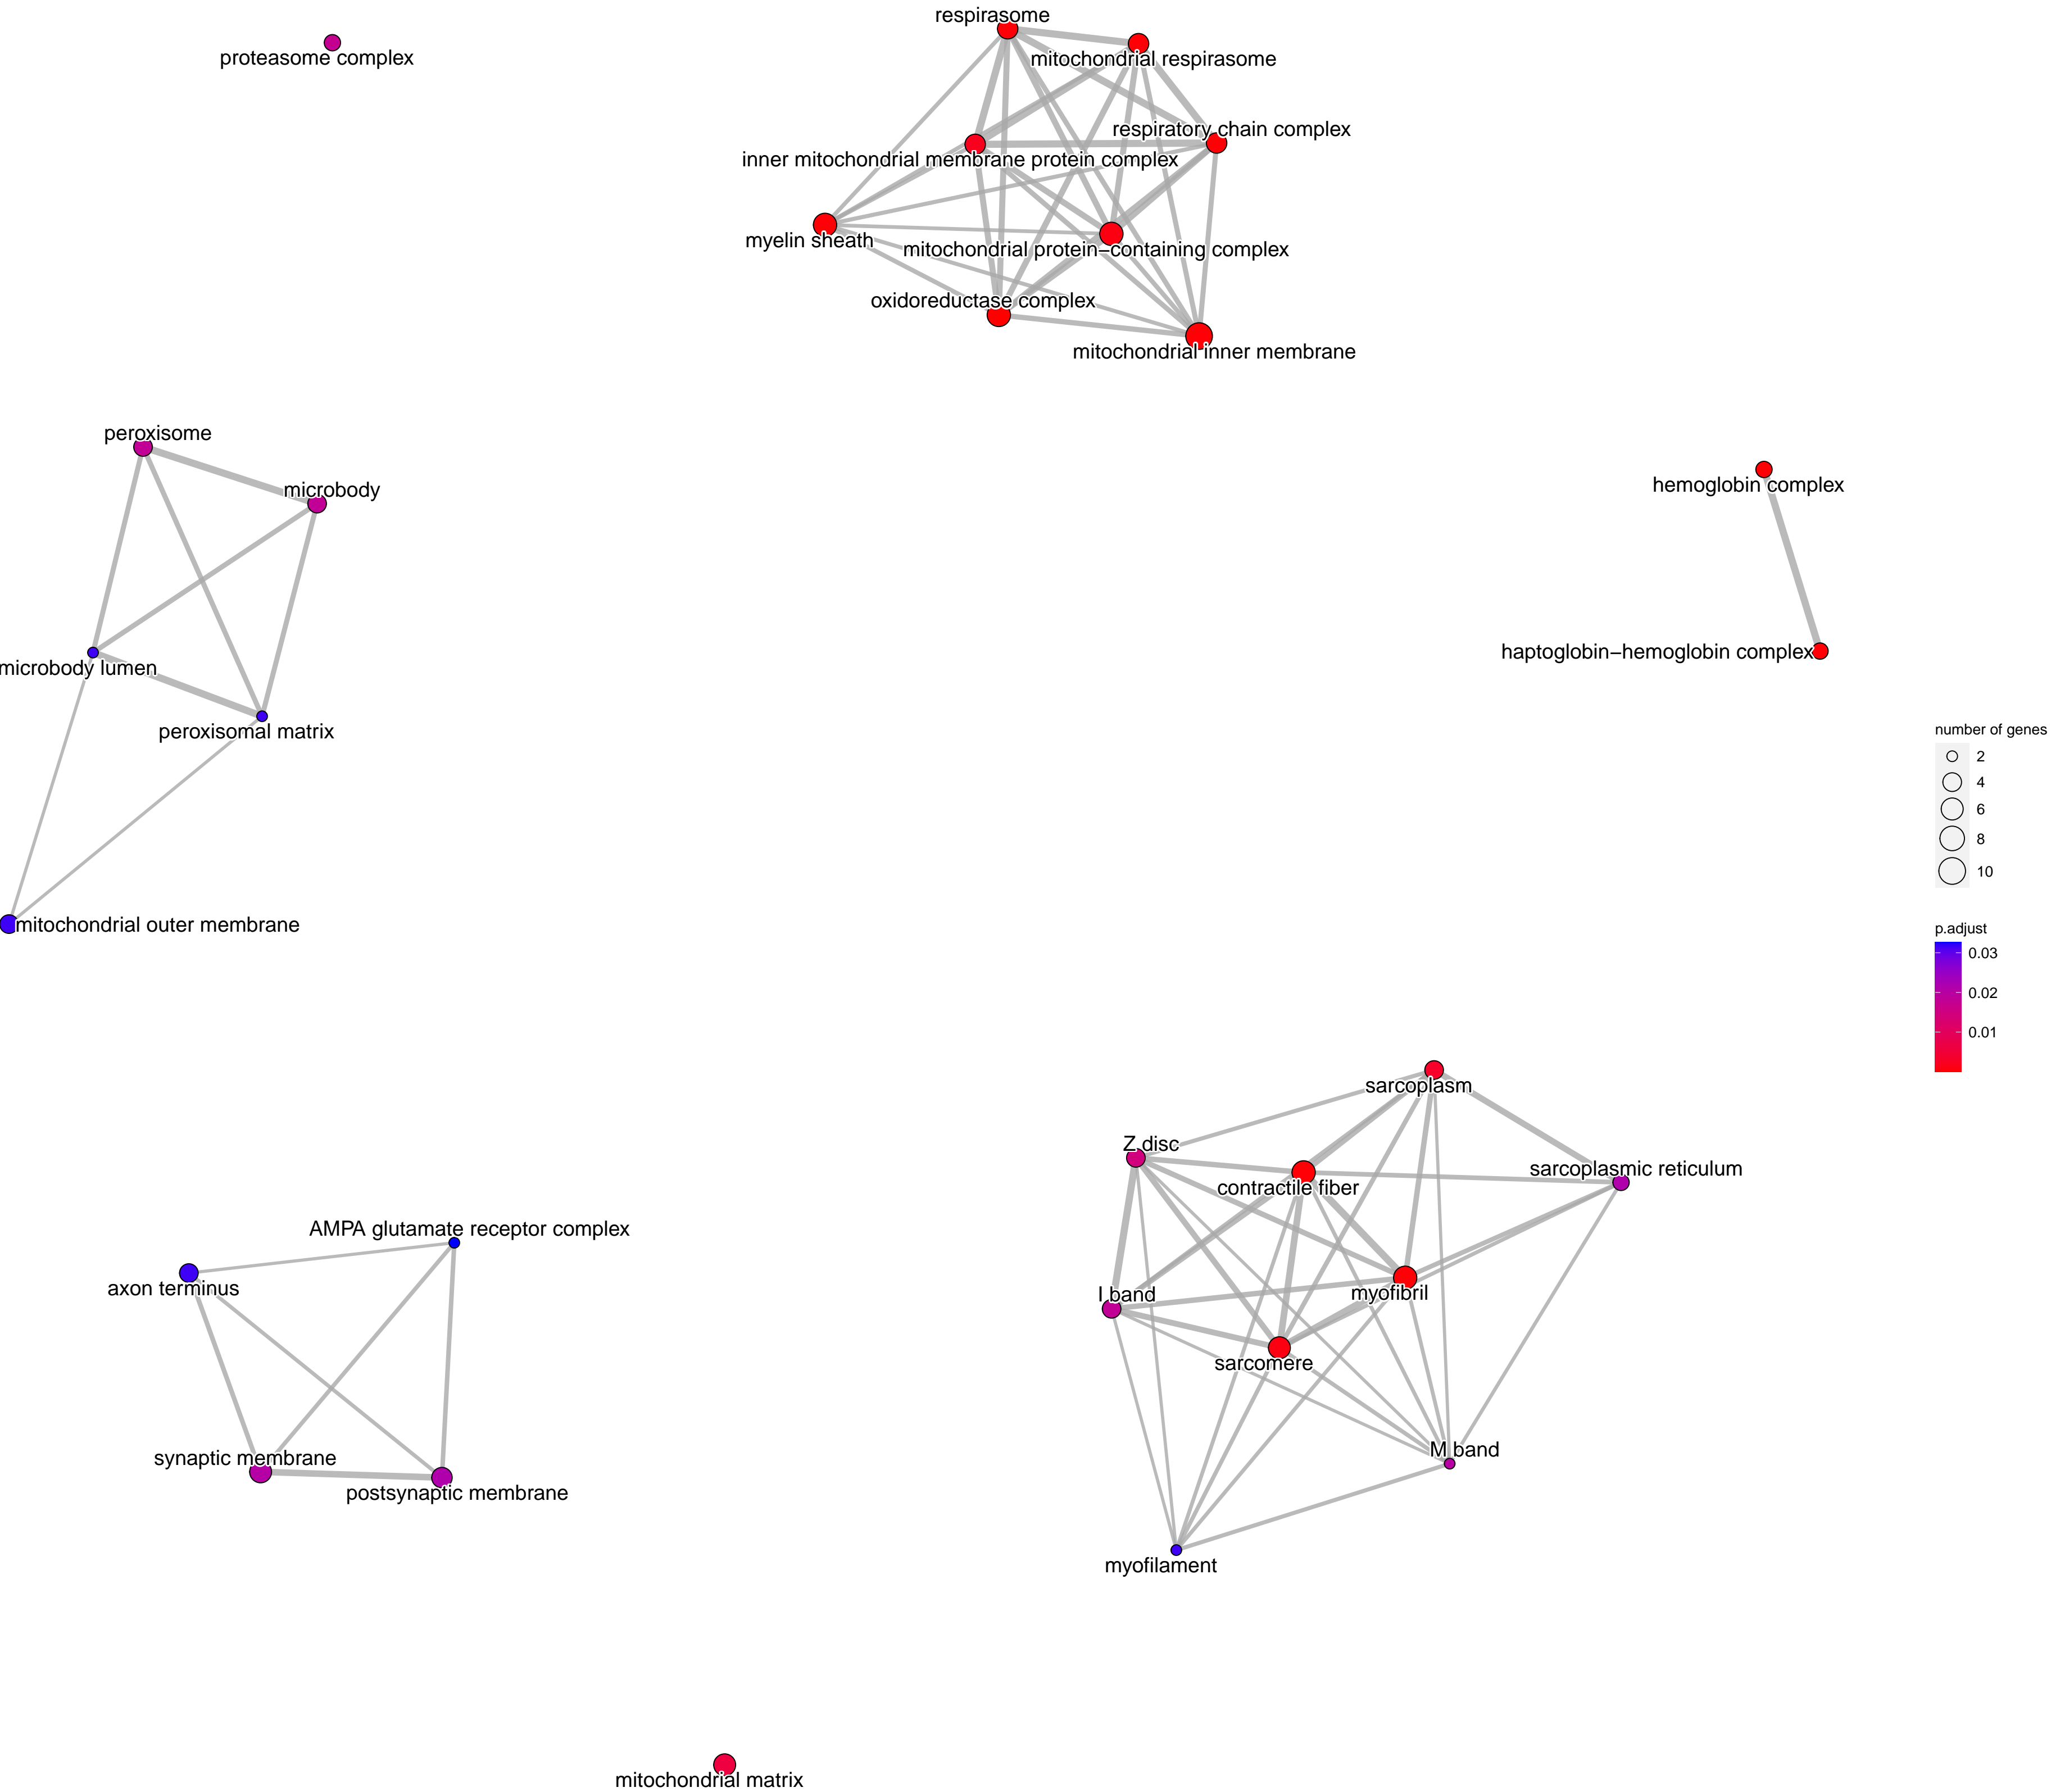 respirasome
proteasome complex
mitochondrial respirasome
respiratory chain complex
inner mitochondrial membrane protein complex
myelin sheath
mitochondrial protein−containing complex
oxidoreductase complex
mitochondrial inner membrane
peroxisome
microbody
hemoglobin complex
haptoglobin−hemoglobin complex
microbody lumen
peroxisomal matrix
number of genes
2
4
6
8
10
mitochondrial outer membrane
p.adjust
0.03
0.02
0.01
sarcoplasm
Z disc
sarcoplasmic reticulum
contractile fiber
AMPA glutamate receptor complex
axon terminus
I band
myofibril
sarcomere
M band
synaptic membrane
postsynaptic membrane
myofilament
mitochondrial matrix